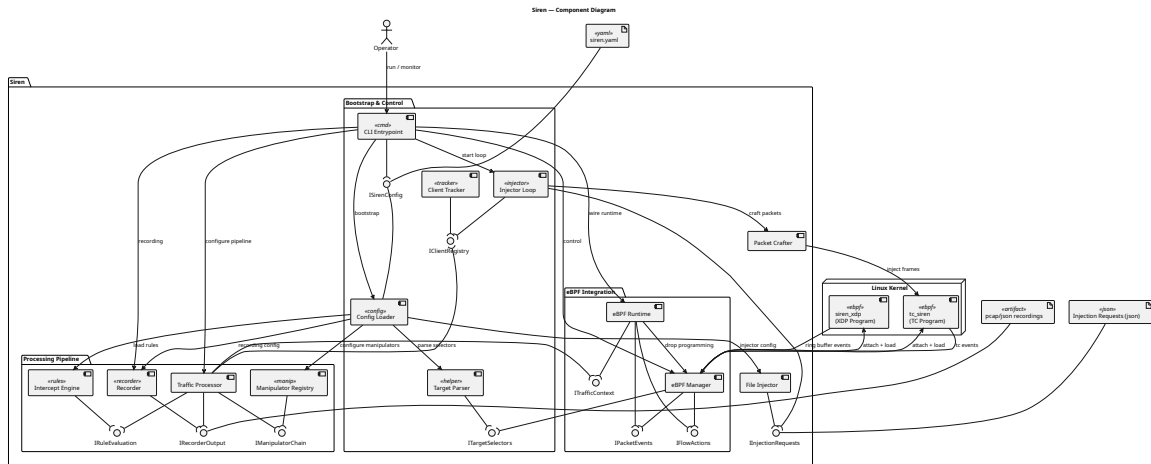 Siren — Component Diagram
Operator
«yaml»
siren.yaml
run / monitor
Siren
Bootstrap & Control
«cmd»
CLI Entrypoint
start loop
«tracker»
Client Tracker
«injector»
Injector Loop
ISirenConfig
bootstrap
wire runtime
craft packets
recording
configure pipeline
control
Packet Crafter
IClientRegistry
inject frames
Linux Kernel
eBPF Integration
«ebpf»
siren_xdp
(XDP Program)
«ebpf»
tc_siren
(TC Program)
«artifact»
pcap/json recordings
«json»
Injection Requests (json)
«config»
Config Loader
eBPF Runtime
load rules
recording config
configure manipulators
parse selectors
drop programming
injector config
ring buffer events
attach + load
attach + load
tc events
Processing Pipeline
«rules»
Intercept Engine
«recorder»
Recorder
Traffic Processor
«manip»
Manipulator Registry
«helper»
Target Parser
ITrafficContext
eBPF Manager
File Injector
IRuleEvaluation
IRecorderOutput
IManipulatorChain
ITargetSelectors
IPacketEvents
IFlowActions
IInjectionRequests